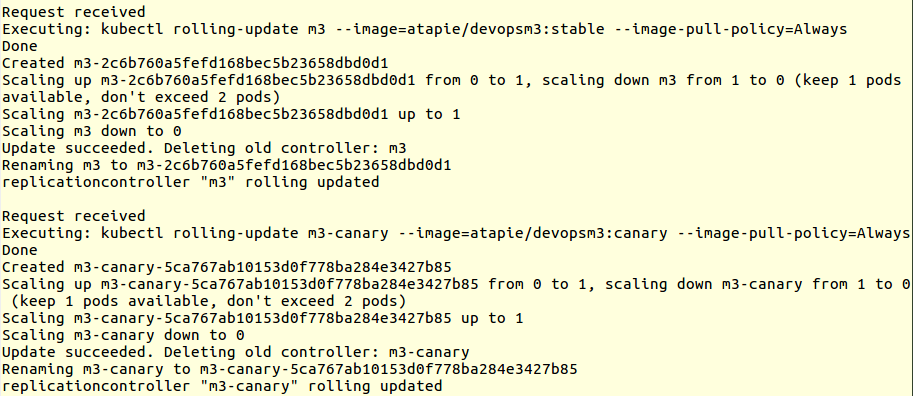 Request received
Executing: kubectl rolling-update m3 --image=atapie/devopsm3:stable --image-pull-policy=Always
Done
Created m3-2c6b760a5fefd168bec5b23658dbd0d1
Scaling up m3-2c6b760a5fefd168bec5b23658dbd0d1 from 0 to 1, scaling down m3 from 1 to 0 (keep 1 pods
available, don't exceed 2 pods)
Scaling m3-2c6b760a5fefd168bec5b23658dbd0d1 up to 1
Scaling m3 down to 0
Update succeeded. Deleting old controller: m3
Renaming m3 to m3-2c6b760a5fefd168bec5b23658dbd0d1
replicationcontroller "m3" rolling updated

Request received
Executing: kubectl rolling-update m3-canary --image=atapie/devopsm3:canary --image-pull-policy=Always
Done
Created m3-canary-5ca767ab10153d0f778ba284e3427b85
Scaling up m3-canary-5ca767ab10153d0f778ba284e3427b85 from 0 to 1, scaling down m3-canary from 1 to 0
(keep 1 pods available, don't exceed 2 pods)
Scaling m3-canary-5ca767ab10153d0f778ba284e3427b85 up to 1
Scaling m3-canary down to 0
Update succeeded. Deleting old controller: m3-canary
Renaming m3-canary to m3-canary-5ca767ab10153d0f778ba284e3427b85
replicationcontroller "m3-canary" rolling updated